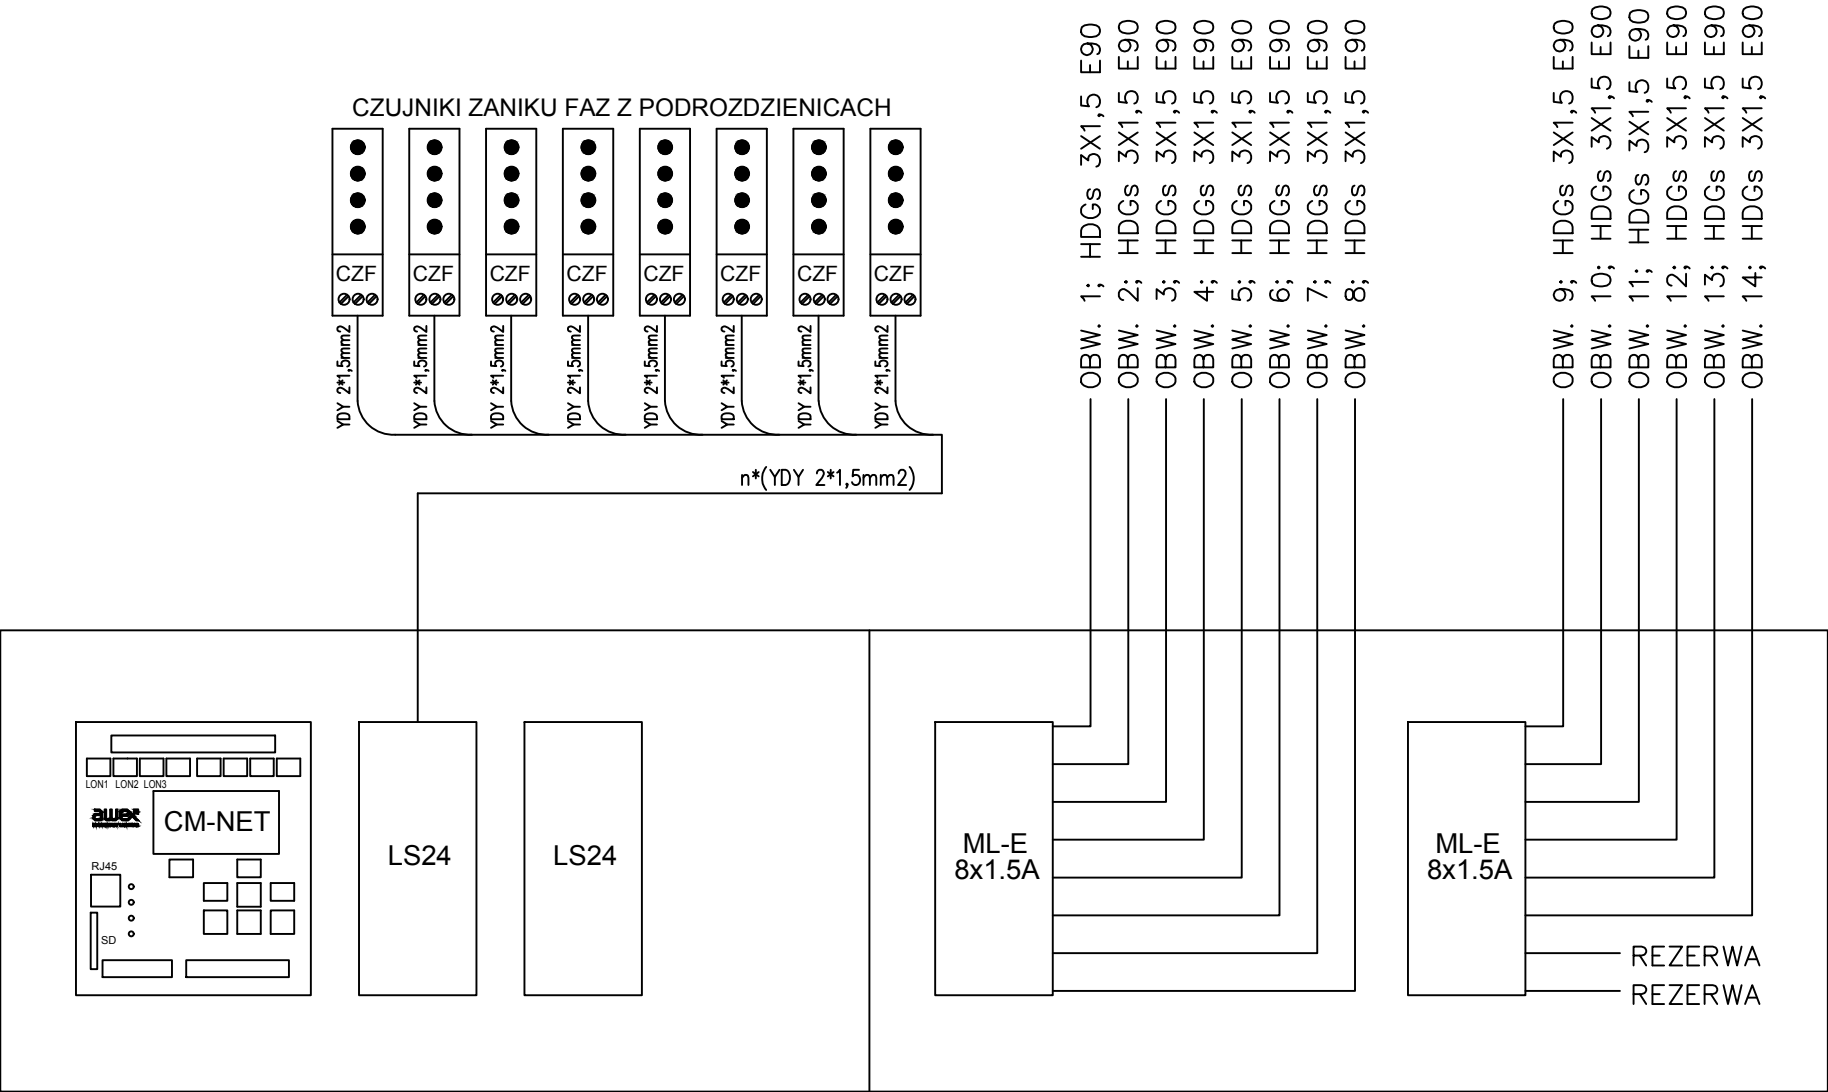 CZUJNIKI ZANIKU FAZ Z PODROZDZIENICACH
CZF
CZF
CZF
CZF
CZF
CZF
CZF
CZF
YDY 2*1,5mm2
YDY 2*1,5mm2
YDY 2*1,5mm2
YDY 2*1,5mm2
YDY 2*1,5mm2
YDY 2*1,5mm2
YDY 2*1,5mm2
YDY 2*1,5mm2
n*(YDY 2*1,5mm2)
OBW. 1; HDGs 3X1,5 E90
OBW. 2; HDGs 3X1,5 E90
OBW. 3; HDGs 3X1,5 E90
OBW. 4; HDGs 3X1,5 E90
OBW. 5; HDGs 3X1,5 E90
OBW. 6; HDGs 3X1,5 E90
OBW. 7; HDGs 3X1,5 E90
OBW. 8; HDGs 3X1,5 E90
OBW. 9; HDGs 3X1,5 E90
OBW. 10; HDGs 3X1,5 E90
OBW. 11; HDGs 3X1,5 E90
OBW. 12; HDGs 3X1,5 E90
OBW. 13; HDGs 3X1,5 E90
OBW. 14; HDGs 3X1,5 E90
LON1 LON2 LON3
awex
CM-NET
RJ45
SD
LS24
LS24
ML-E
8x1.5A
ML-E
8x1.5A
REZERWA
REZERWA